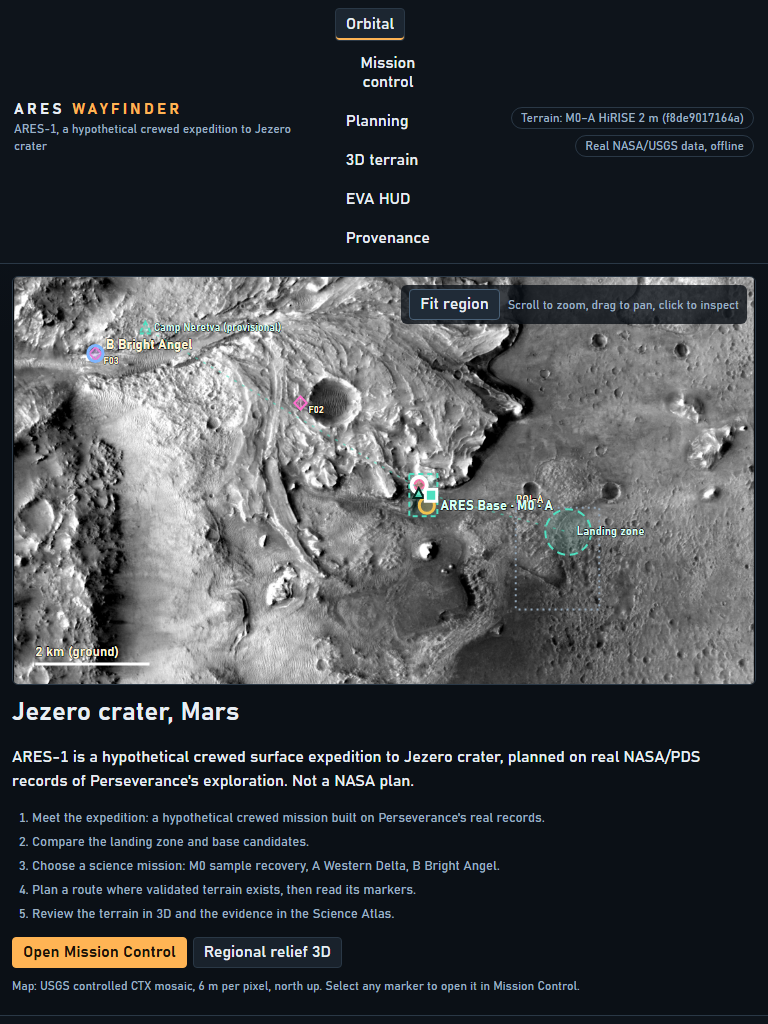 Orbital
Mission
control
Planning
3D terrain
EVA HUD
Provenance
ARES WAYFINDER
ARES-1, a hypothetical crewed expedition to Jezero
crater
Terrain: M0-A HiRISE 2 m (f8de9017164a)
Real NASA/USGS data, offline
Fit region
Scroll to zoom, drag to pan, click to inspect
Camp Neretva (provisional)
B Bright Angel
F03
F02
ARES Base · M0 · A
Landing zone
2 km (ground)
Jezero crater, Mars
ARES-1 is a hypothetical crewed surface expedition to Jezero crater, planned on real NASA/PDS
records of Perseverance's exploration. Not a NASA plan.
1. Meet the expedition: a hypothetical crewed mission built on Perseverance's real records.
2. Compare the landing zone and base candidates.
3. Choose a science mission: M0 sample recovery, A Western Delta, B Bright Angel.
4. Plan a route where validated terrain exists, then read its markers.
5. Review the terrain in 3D and the evidence in the Science Atlas.
Open Mission Control
Regional relief 3D
Map: USGS controlled CTX mosaic, 6 m per pixel, north up. Select any marker to open it in Mission Control.